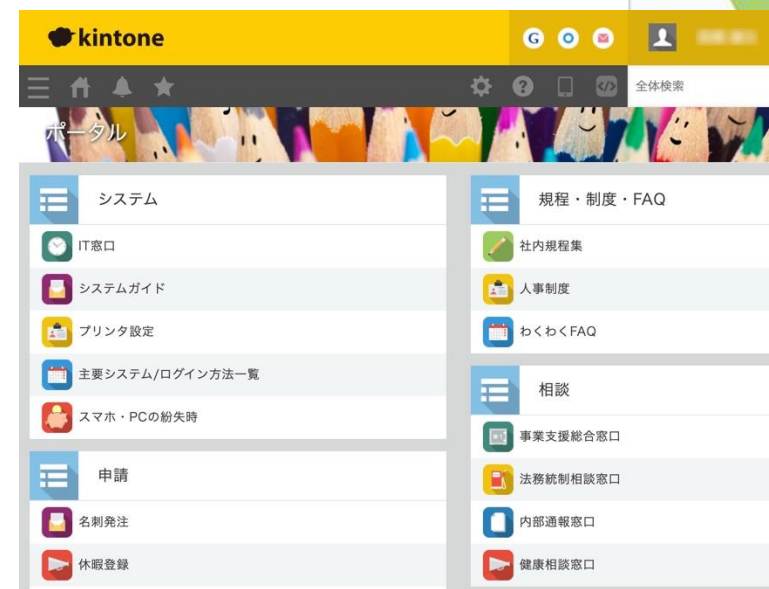 kintone
G
全体検索
ポータル
システム
IT窓口
システムガイド
プリンタ設定
主要システム/ログイン方法一覧
スマホ・PCの紛失時
申請
名刺発注
休暇登録
規程・制度・FAQ
社内規程集
人事制度
わくわくFAQ
相談
事業支援総合窓口
法務統制相談窓口
内部通報窓口
健康相談窓口